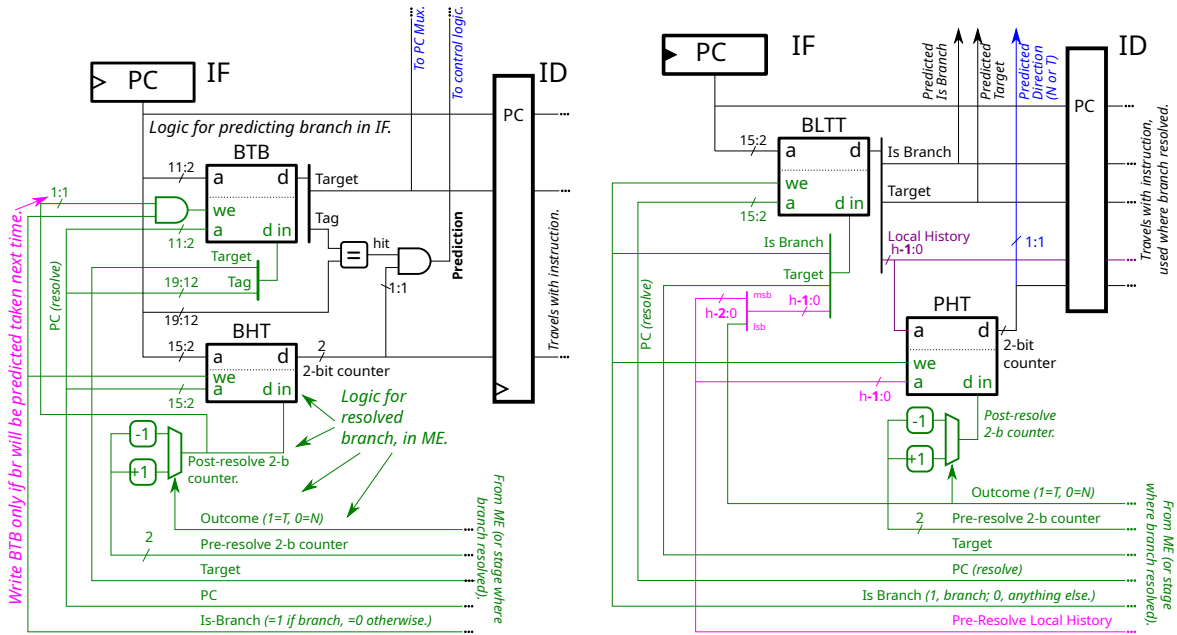 To PC Mux.
To control logic.
PC
IF
ID
PC
Logic for predicting branch in IF.
BTB
11:2
a
d
Target
1:1
we
Tag
a
d in
11:2
hit
=
Prediction
Target
Tag
19:12
1:1
19:12
PC (resolve)
Travels with instruction.
BHT
15:2
a
d
2
2-bit counter
we
a
d in
15:2
Logic for
resolved
branch, in ME.
-1
+1
Post-resolve 2-b
counter.
Write BTB only if br will be predicted taken next time.
Outcome (1=T, 0=N)
2
Pre-resolve 2-b counter
Target
PC
Is-Branch (=1 if branch, =0 otherwise.)
From ME (or stage where
branch resolved).
PC
IF
Predicted
Is Branch
Predicted
Target
Predicted
Direction
(N or T)
ID
PC
BLTT
15:2
a
d
Is Branch
we
Target
a
d in
15:2
Local History
h-1:0
1:1
Is Branch
Target
msb
h-2:0
h-1:0
lsb
PC (resolve)
Travels with instruction,
used where branch resolved.
PHT
a
d
2-bit
counter
we
a
d in
h-1:0
-1
+1
Post-resolve
2-b counter.
Outcome (1=T, 0=N)
2
Pre-resolve 2-b counter
Target
PC (resolve)
Is Branch (1, branch; 0, anything else.)
Pre-Resolve Local History
From ME (or stage
where branch resolved).